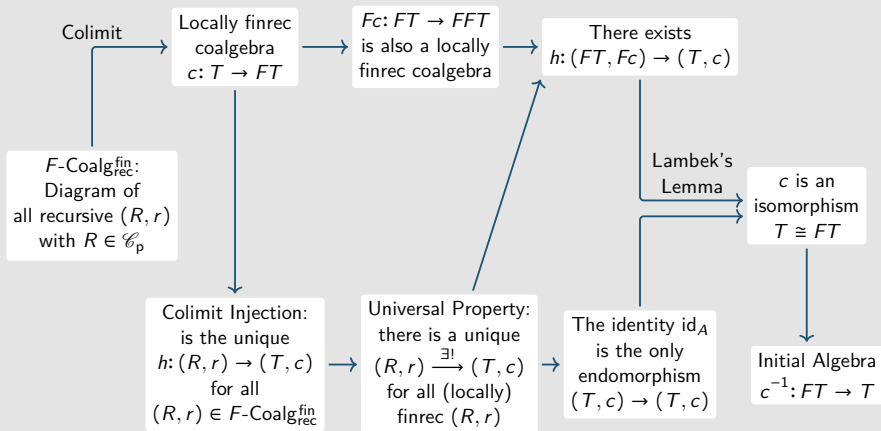 Colimit
Locally finrec
coalgebra
c: T → FT
Fc: FT → FFT
is also a locally
finrec coalgebra
There exists
h: (FT, Fc) → (T, c)
F-Coalg^fin_rec:
Diagram of
all recursive (R, r)
with R ∈ 𝒞_p
Lambek's
Lemma
c is an
isomorphism
T ≅ FT
Colimit Injection:
is the unique
h: (R, r) → (T, c)
for all
(R, r) ∈ F-Coalg^fin_rec
Universal Property:
there is a unique
(R, r) —∃!→ (T, c)
for all (locally)
finrec (R, r)
The identity id_A
is the only
endomorphism
(T, c) → (T, c)
Initial Algebra
c⁻¹: FT → T